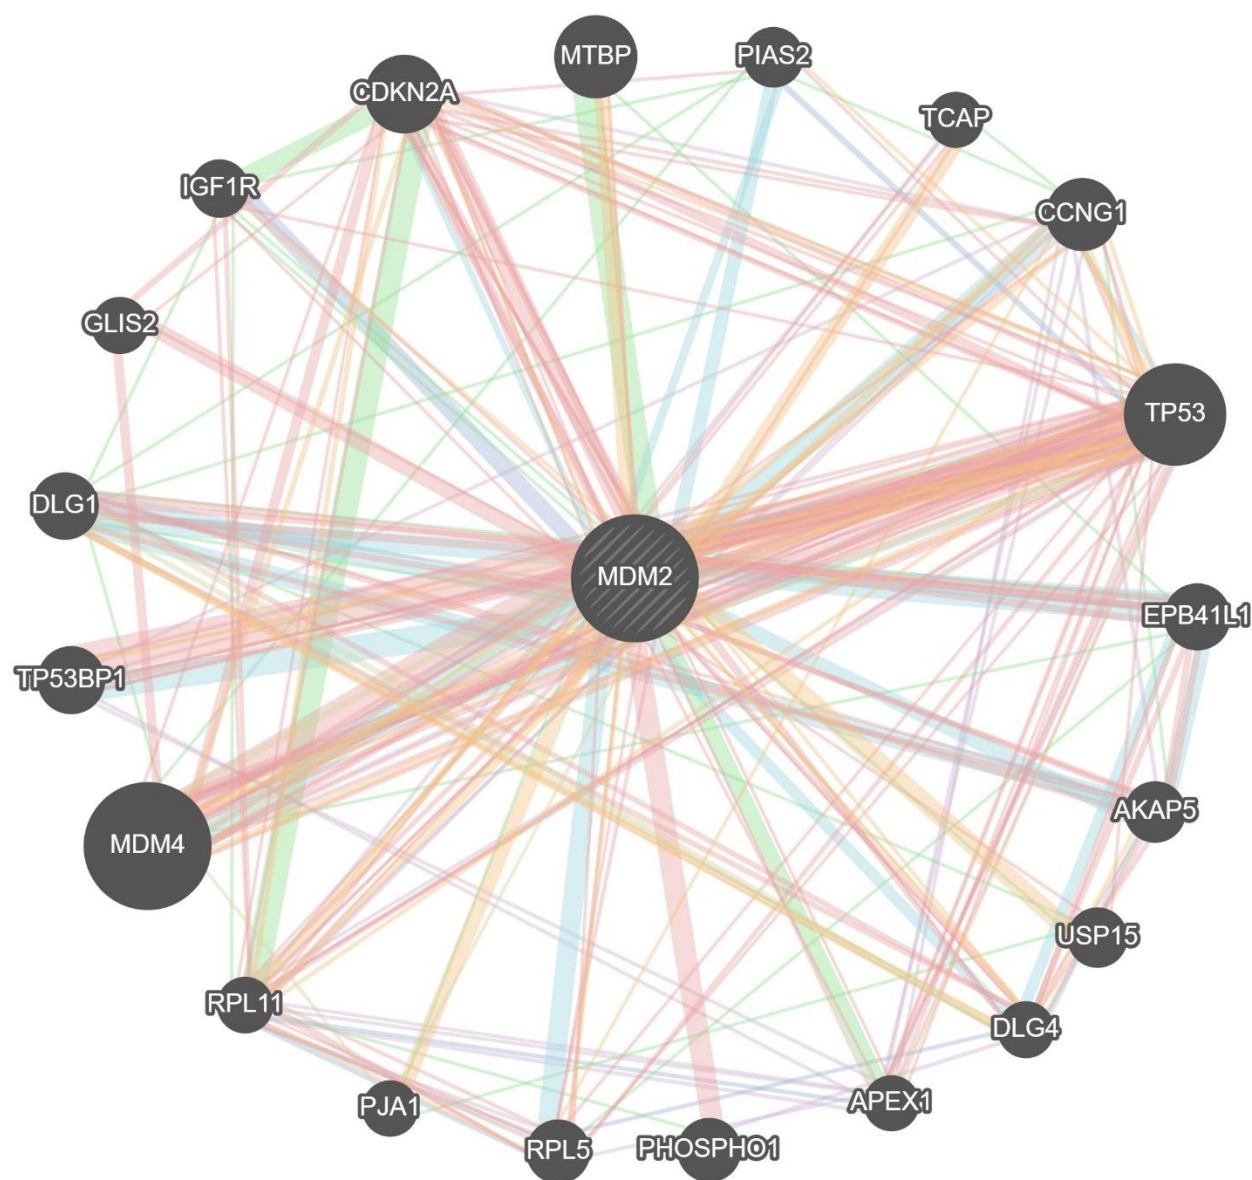 MTBP
PIAS2
CDKN2A
TCAP
IGF1R
CCNG1
GLIS2
TP53
DLG1
MDM2
EPB41L1
TP53BP1
AKAP5
MDM4
USP15
RPL11
DLG4
PJA1
APEX1
RPL5
PHOSPHO1